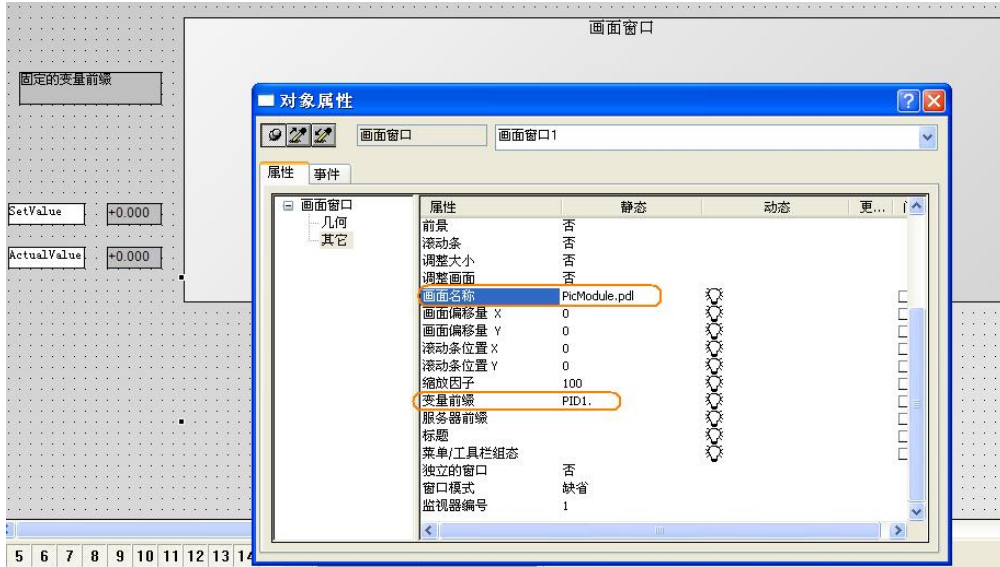 画面窗口
固定的变量前缀
对象属性
画面窗口 画面窗口1
属性 事件
画面窗口
几何
其它
属性 静态 动态 更...
前景 否
滚动条 否
调整大小 否
调整画面 否
画面名称 PicModule.pdl
画面偏移量 X 0
画面偏移量 Y 0
滚动条位置 X 0
滚动条位置 Y 0
缩放因子 100
变量前缀 PID1.
服务器前缀
标题
菜单/工具栏组态
独立的窗口 否
窗口模式 缺省
监视器编号 1
SetValue +0.000
ActualValue +0.000
5 6 7 8 9 10 11 12 13 14